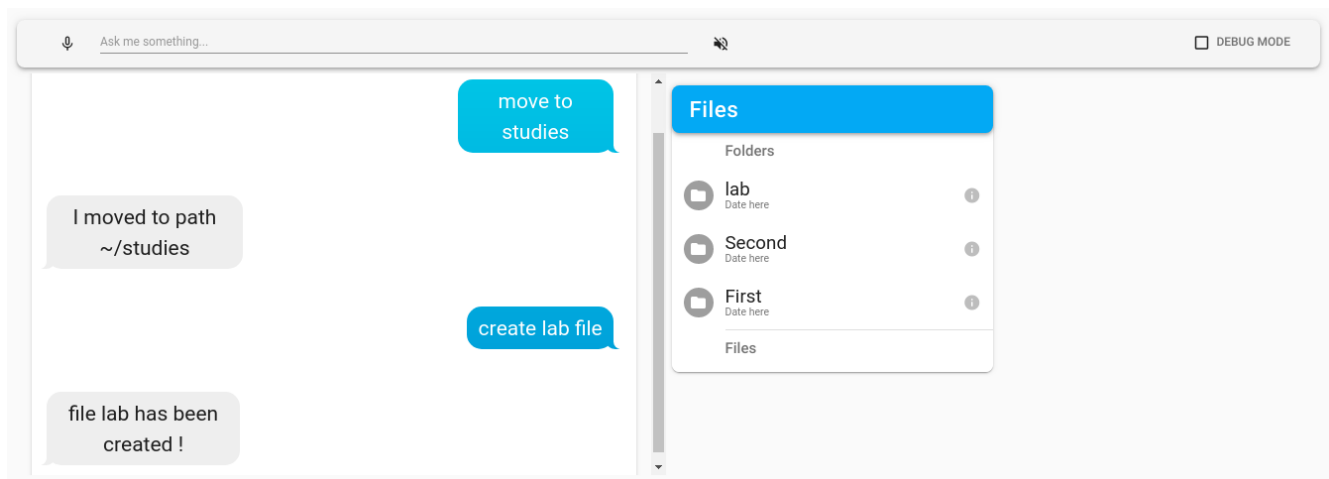 Ask me something...
DEBUG MODE
move to
studies
I moved to path
~/studies
create lab file
file lab has been
created !
Files
Folders
lab
Date here
Second
Date here
First
Date here
Files